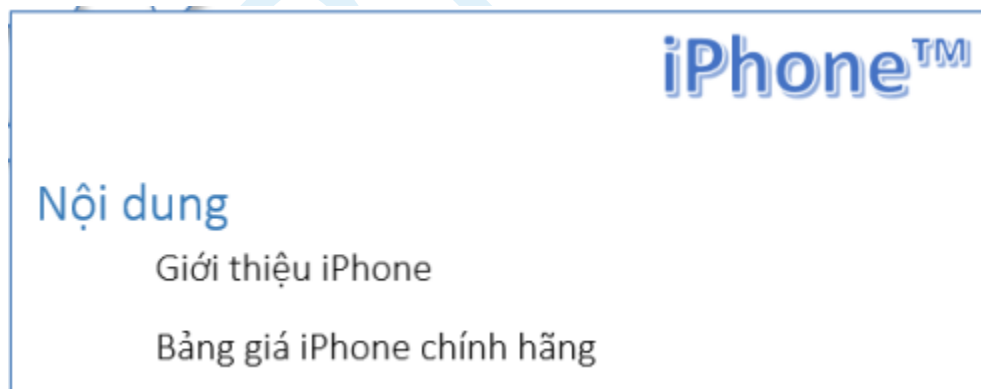 iPhone™
Nội dung
Giới thiệu iPhone
Bảng giá iPhone chính hãng